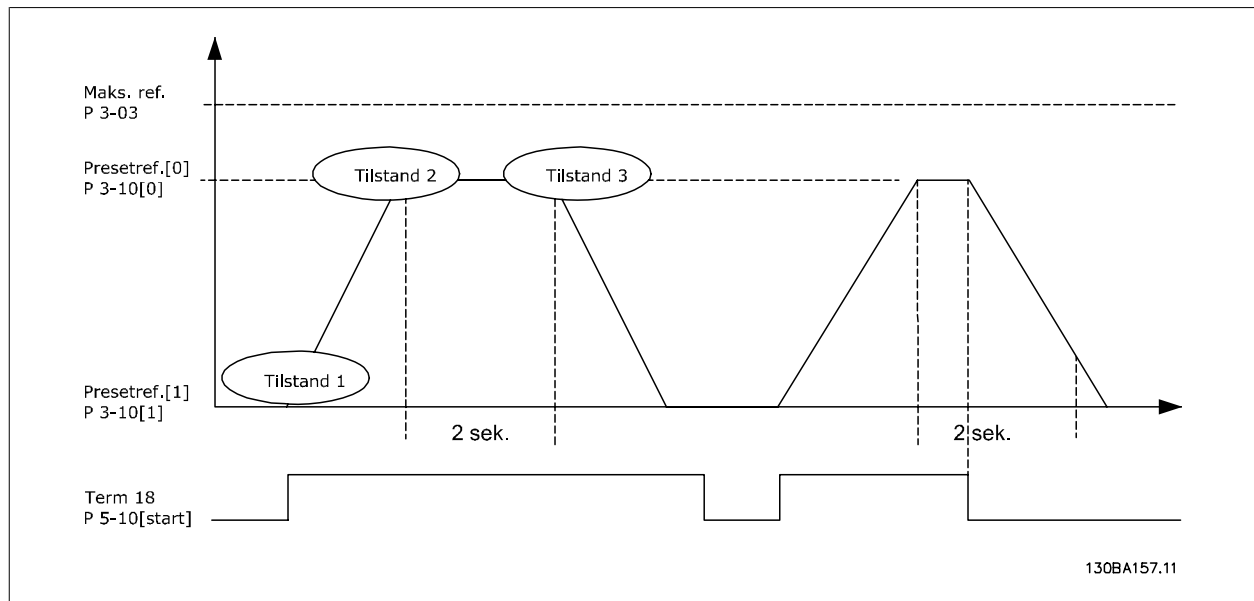 Maks. ref.
P 3-03
Presetref.[0]
P 3-10[0]
Tilstand 2
Tilstand 3
Tilstand 1
Presetref.[1]
P 3-10[1]
2 sek.
2 sek.
Term 18
P 5-10[start]
130BA157.11